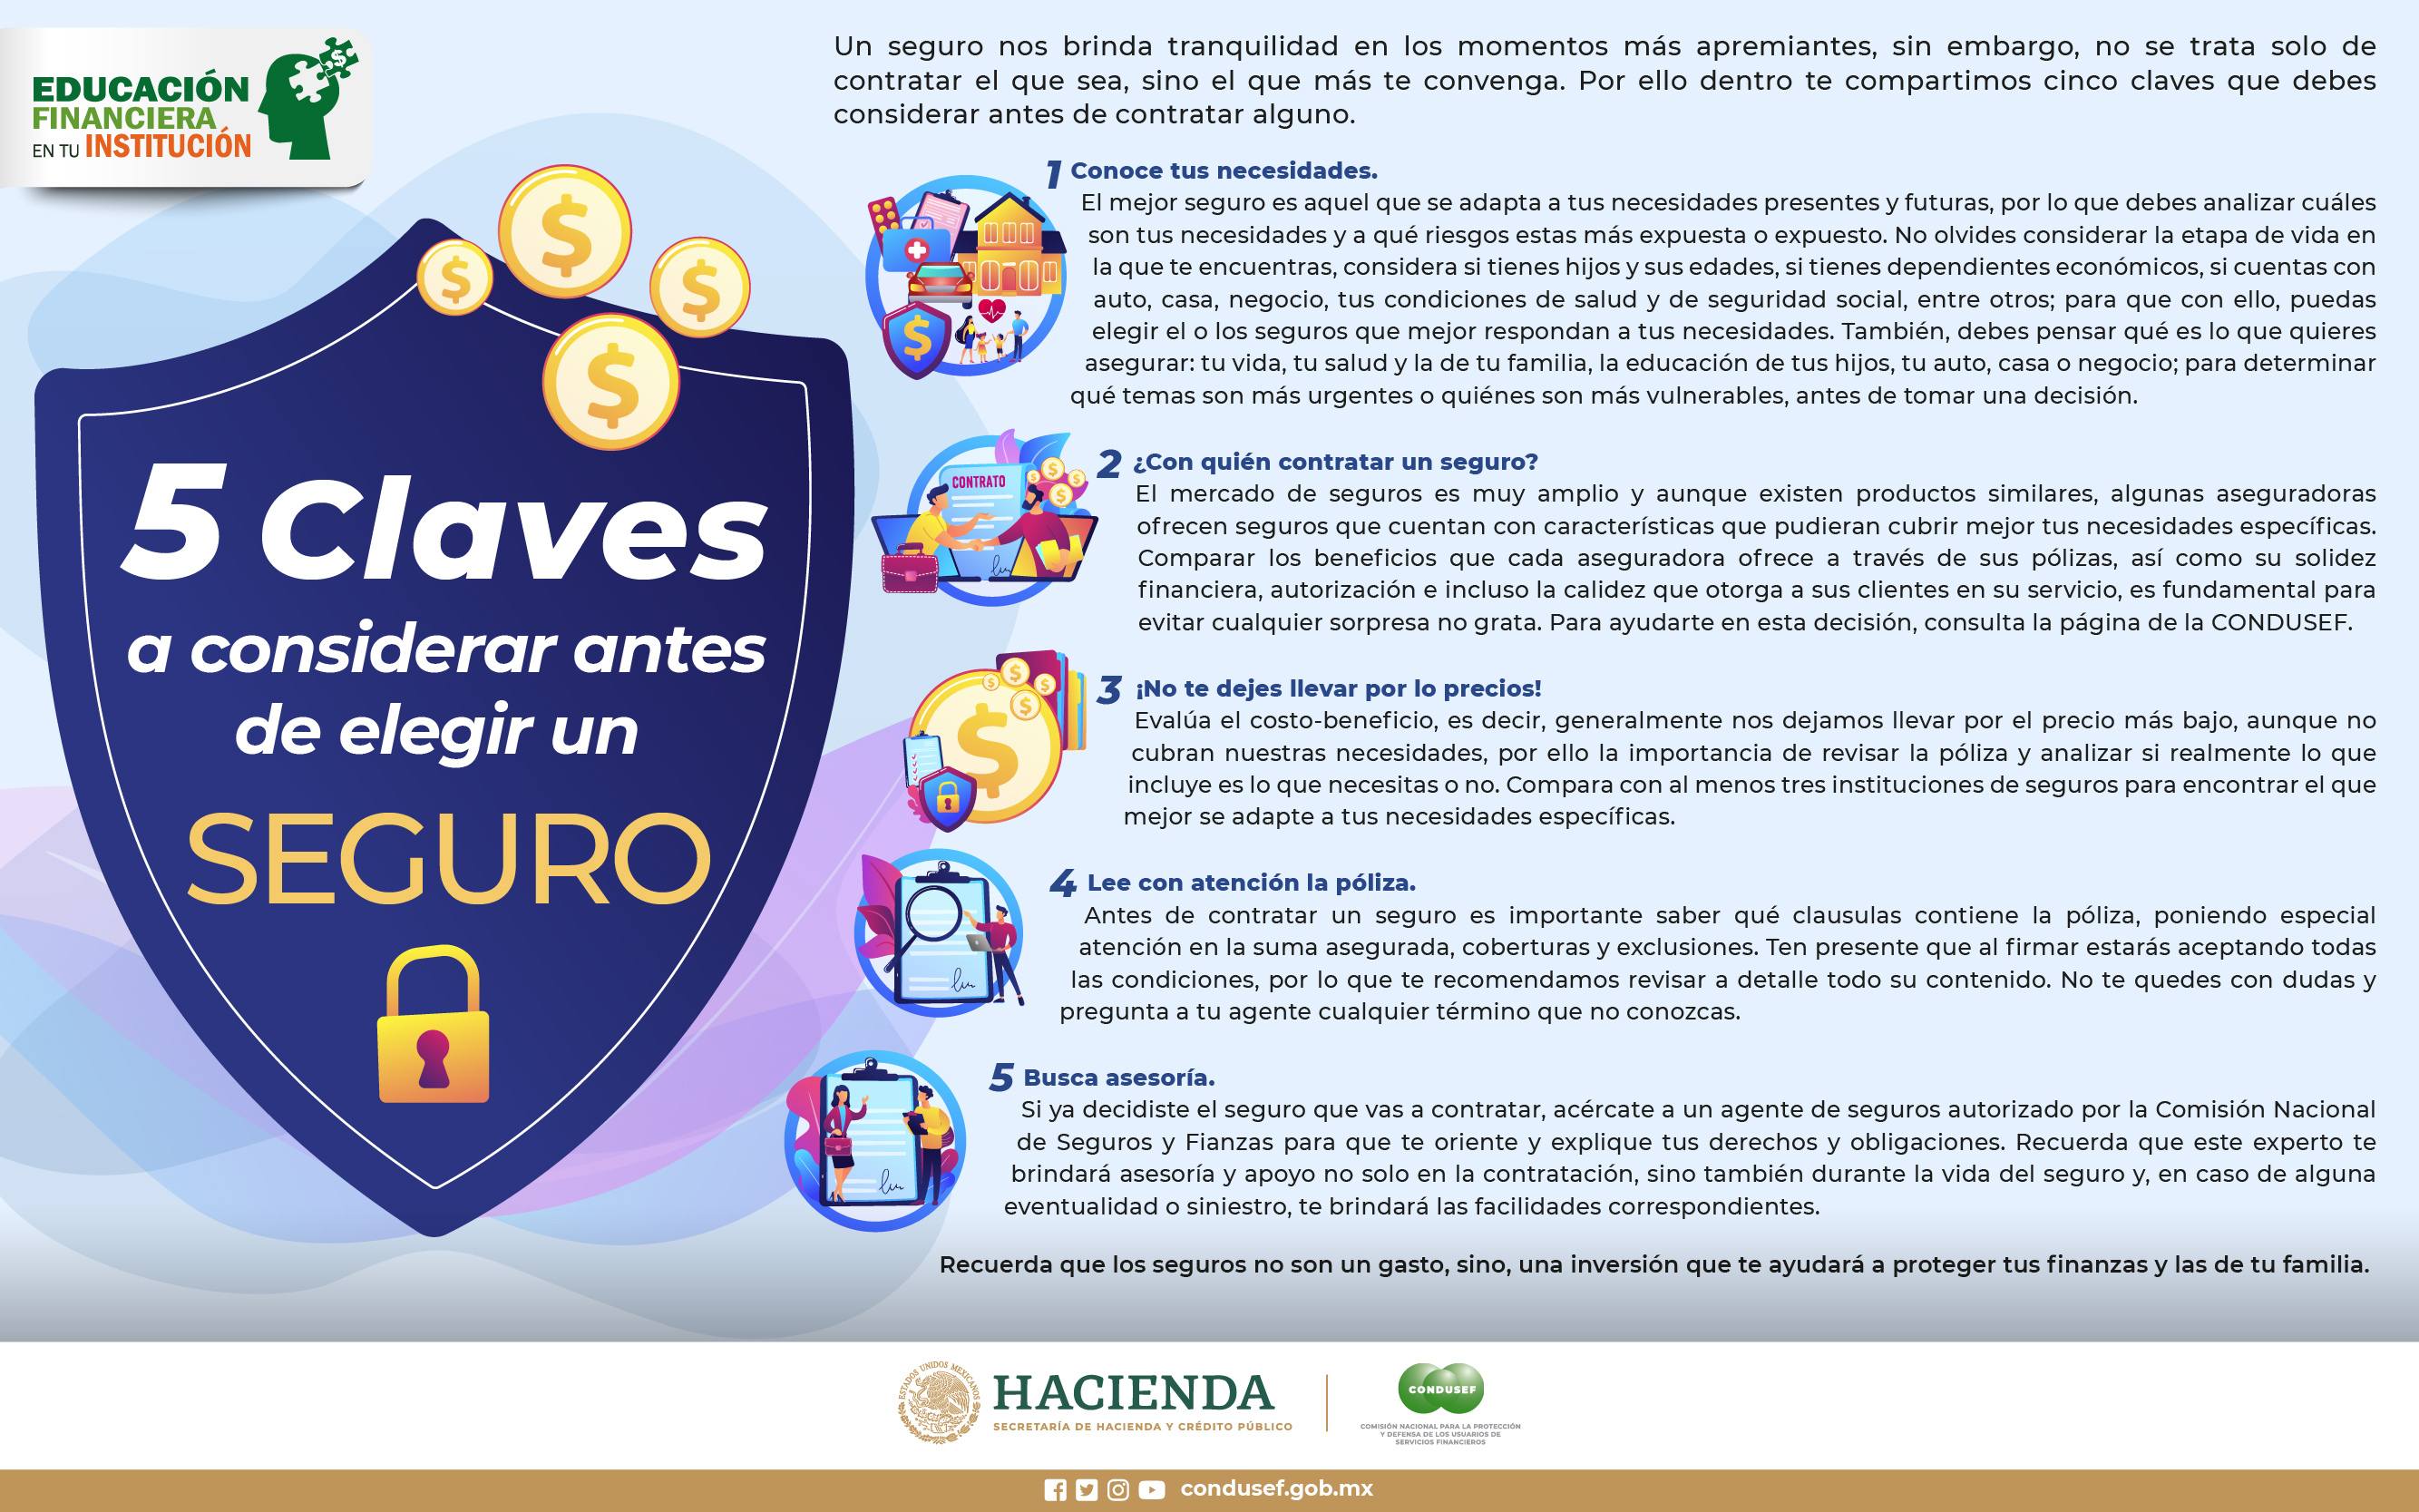 EDUCACIÓN
FINANCIERA
EN TU INSTITUCIÓN
5 Claves
a considerar antes
de elegir un
SEGURO
Un seguro nos brinda tranquilidad en los momentos más apremiantes, sin embargo, no se trata solo de
contratar el que sea, sino el que más te convenga. Por ello dentro te compartimos cinco claves que debes
considerar antes de contratar alguno.
1 Conoce tus necesidades.
El mejor seguro es aquel que se adapta a tus necesidades presentes y futuras, por lo que debes analizar cuáles
son tus necesidades y a qué riesgos estas más expuesta o expuesto. No olvides considerar la etapa de vida en
la que te encuentras, considera si tienes hijos y sus edades, si tienes dependientes económicos, si cuentas con
auto, casa, negocio, tus condiciones de salud y de seguridad social, entre otros; para que con ello, puedas
elegir el o los seguros que mejor respondan a tus necesidades. También, debes pensar qué es lo que quieres
asegurar: tu vida, tu salud y la de tu familia, la educación de tus hijos, tu auto, casa o negocio; para determinar
qué temas son más urgentes o quiénes son más vulnerables, antes de tomar una decisión.
CONTRATO
2 ¿Con quién contratar un seguro?
El mercado de seguros es muy amplio y aunque existen productos similares, algunas aseguradoras
ofrecen seguros que cuentan con características que pudieran cubrir mejor tus necesidades específicas.
Comparar los beneficios que cada aseguradora ofrece a través de sus pólizas, así como su solidez
financiera, autorización e incluso la calidez que otorga a sus clientes en su servicio, es fundamental para
evitar cualquier sorpresa no grata. Para ayudarte en esta decisión, consulta la página de la CONDUSEF.
3 ¡No te dejes llevar por lo precios!
Evalúa el costo-beneficio, es decir, generalmente nos dejamos llevar por el precio más bajo, aunque no
cubran nuestras necesidades, por ello la importancia de revisar la póliza y analizar si realmente lo que
incluye es lo que necesitas o no. Compara con al menos tres instituciones de seguros para encontrar el que
mejor se adapte a tus necesidades específicas.
4 Lee con atención la póliza.
Antes de contratar un seguro es importante saber qué clausulas contiene la póliza, poniendo especial
atención en la suma asegurada, coberturas y exclusiones. Ten presente que al firmar estarás aceptando todas
las condiciones, por lo que te recomendamos revisar a detalle todo su contenido. No te quedes con dudas y
pregunta a tu agente cualquier término que no conozcas.
5 Busca asesoría.
Si ya decidiste el seguro que vas a contratar, acércate a un agente de seguros autorizado por la Comisión Nacional
de Seguros y Fianzas para que te oriente y explique tus derechos y obligaciones. Recuerda que este experto te
brindará asesoría y apoyo no solo en la contratación, sino también durante la vida del seguro y, en caso de alguna
eventualidad o siniestro, te brindará las facilidades correspondientes.
Recuerda que los seguros no son un gasto, sino, una inversión que te ayudará a proteger tus finanzas y las de tu familia.
ESTADOS UNIDOS MEXICANOS
HACIENDA
SECRETARÍA DE HACIENDA Y CRÉDITO PÚBLICO
CONDUSEF
COMISIÓN NACIONAL PARA LA PROTECCIÓN
Y DEFENSA DE LOS USUARIOS DE
SERVICIOS FINANCIEROS
condusef.gob.mx